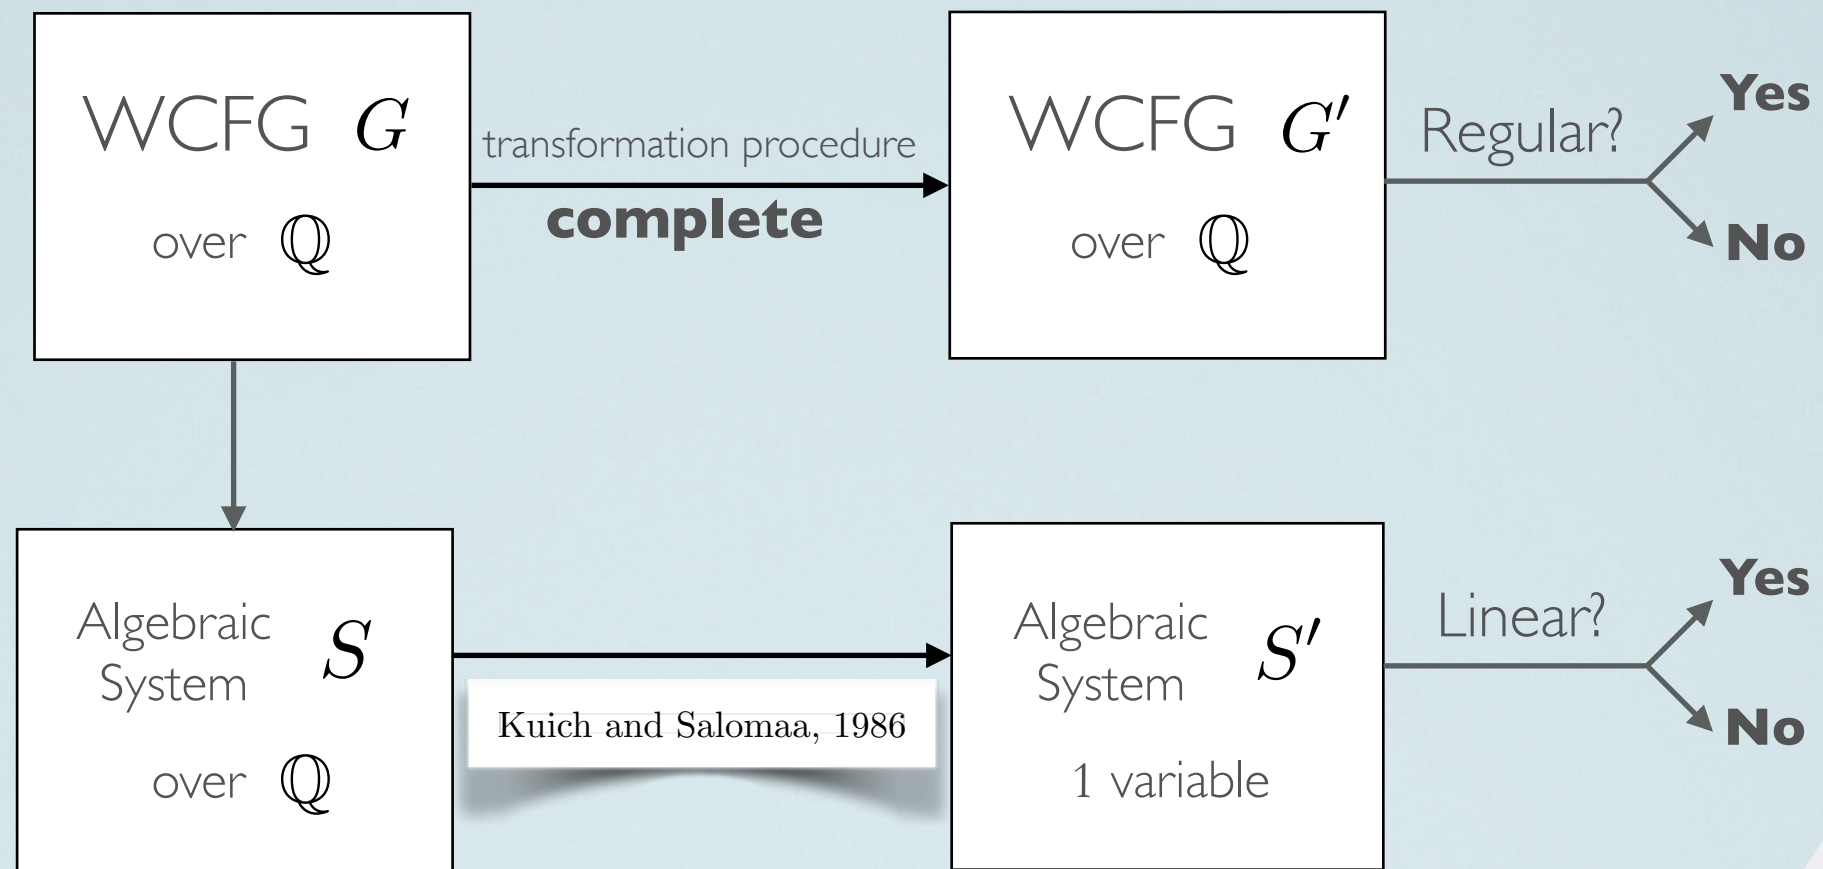 WCFG G
over ℚ
transformation procedure
complete
WCFG G′
over ℚ
Regular?
Yes
No
Algebraic
System S
over ℚ
Kuich and Salomaa, 1986
Algebraic
System S′
1 variable
Linear?
Yes
No